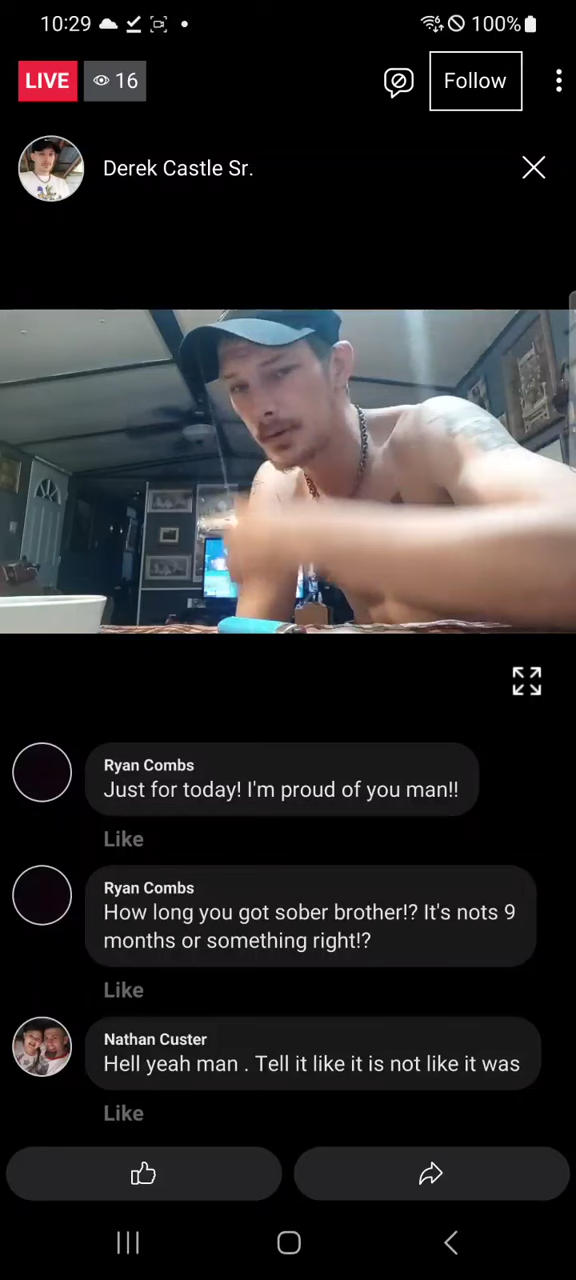 10:29
100%
LIVE
16
Follow
Derek Castle Sr.
Ryan Combs
Just for today! I'm proud of you man!!
Like
Ryan Combs
How long you got sober brother!? It's nots 9
months or something right!?
Like
Nathan Custer
Hell yeah man . Tell it like it is not like it was
Like